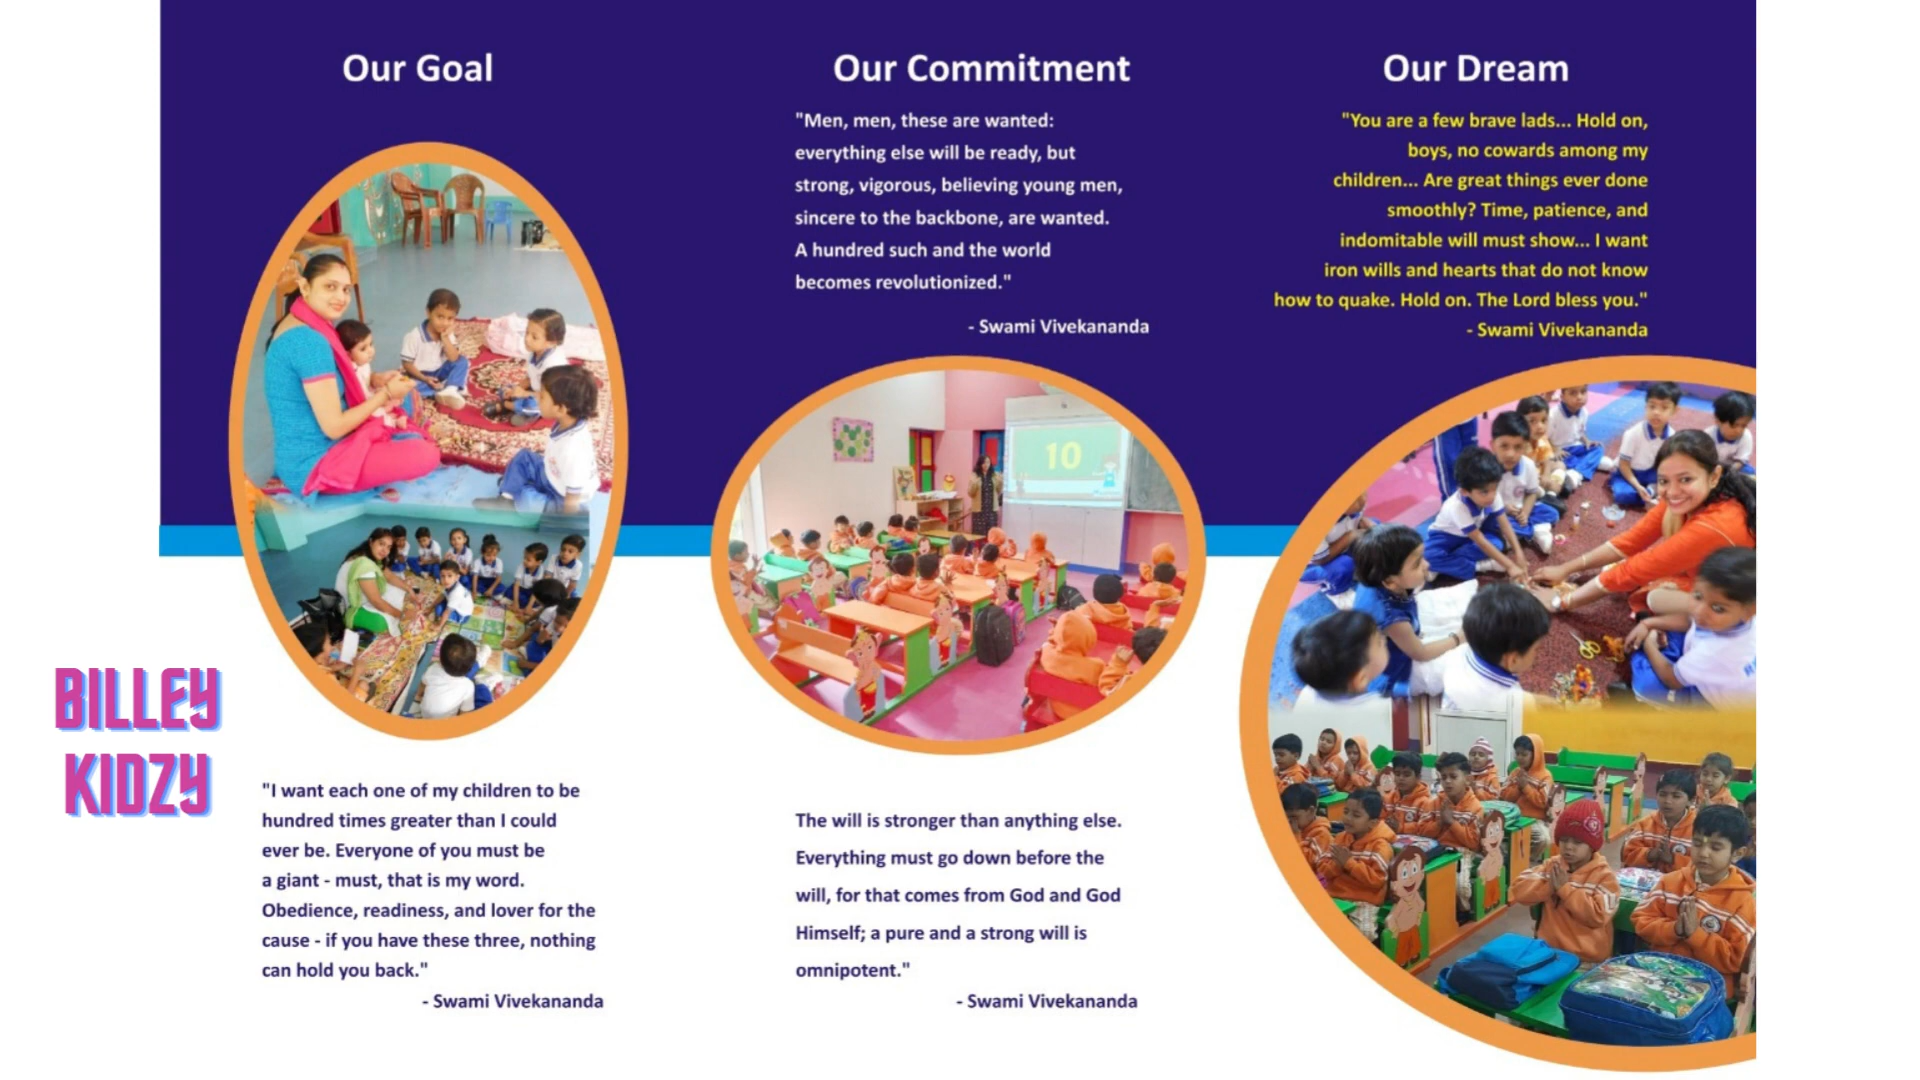 Our Goal
"I want each one of my children to be
hundred times greater than I could
ever be. Everyone of you must be
a giant - must, that is my word.
Obedience, readiness, and lover for the
cause - if you have these three, nothing
can hold you back."
- Swami Vivekananda
Our Commitment
"Men, men, these are wanted:
everything else will be ready, but
strong, vigorous, believing young men,
sincere to the backbone, are wanted.
A hundred such and the world
becomes revolutionized."
- Swami Vivekananda
10
The will is stronger than anything else.
Everything must go down before the
will, for that comes from God and God
Himself; a pure and a strong will is
omnipotent."
- Swami Vivekananda
Our Dream
"You are a few brave lads... Hold on,
boys, no cowards among my
children... Are great things ever done
smoothly? Time, patience, and
indomitable will must show... I want
iron wills and hearts that do not know
how to quake. Hold on. The Lord bless you."
- Swami Vivekananda
BILLEY
KIDZY